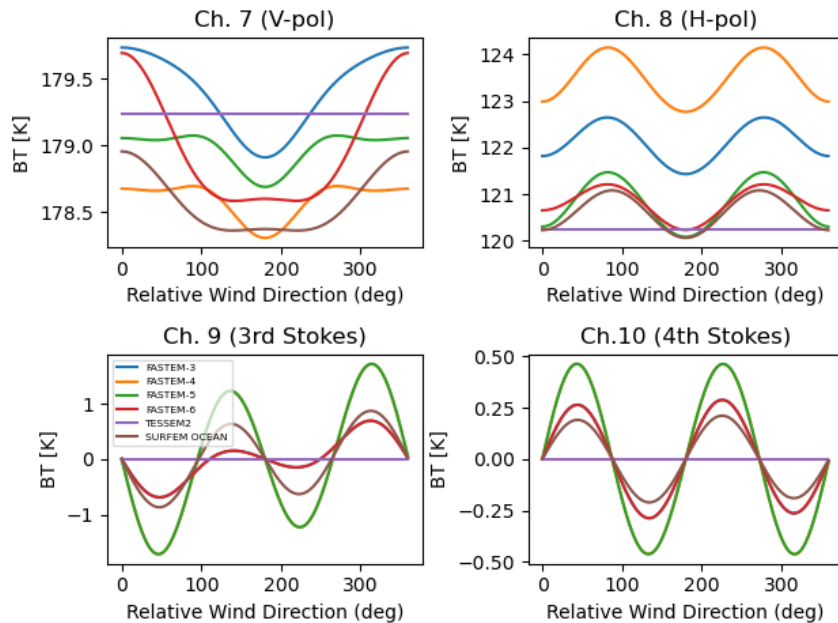 Ch. 7 (V-pol)
BT [K]
179.5
179.0
178.5
0
100
200
300
Relative Wind Direction (deg)
Ch. 8 (H-pol)
BT [K]
124
123
122
121
120
0
100
200
300
Relative Wind Direction (deg)
Ch. 9 (3rd Stokes)
BT [K]
1
0
−1
FASTEM-3
FASTEM-4
FASTEM-5
FASTEM-6
TESSEM2
SURFEM OCEAN
0
100
200
300
Relative Wind Direction (deg)
Ch.10 (4th Stokes)
BT [K]
0.50
0.25
0.00
−0.25
−0.50
0
100
200
300
Relative Wind Direction (deg)